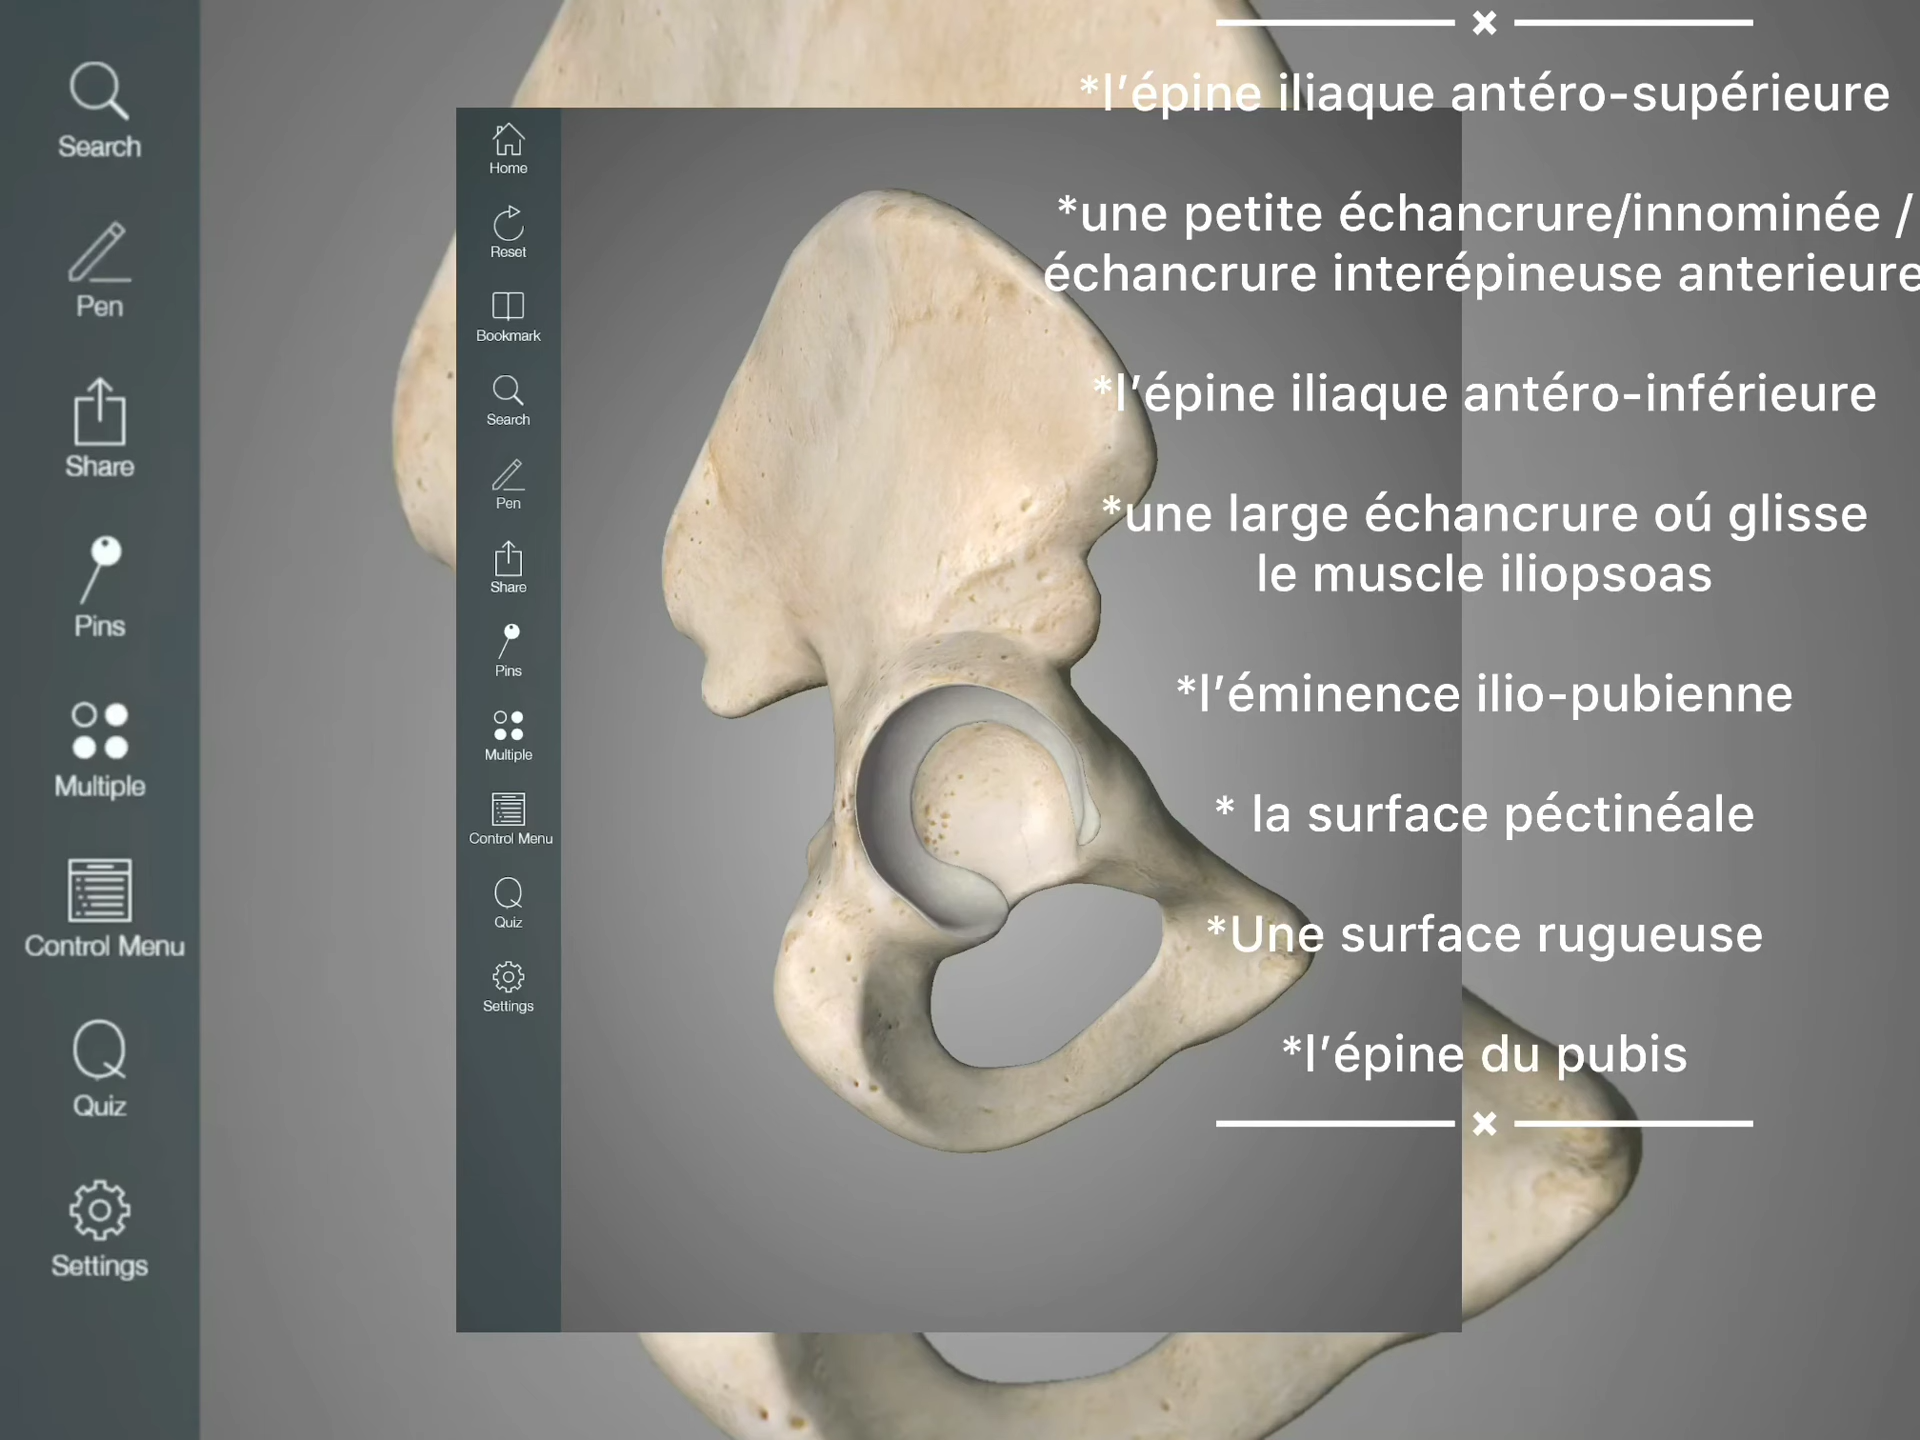 Search
Pen
Share
Pins
Multiple
Control Menu
Quiz
Settings
Home
Reset
Bookmark
Search
Pen
Share
Pins
Multiple
Control Menu
Quiz
Settings
*l'épine iliaque antéro-supérieure
*une petite échancrure/innominée /
échancrure interépineuse anterieure
*l'épine iliaque antéro-inférieure
*une large échancrure oú glisse
le muscle iliopsoas
*l'éminence ilio-pubienne
* la surface péctinéale
*Une surface rugueuse
*l'épine du pubis